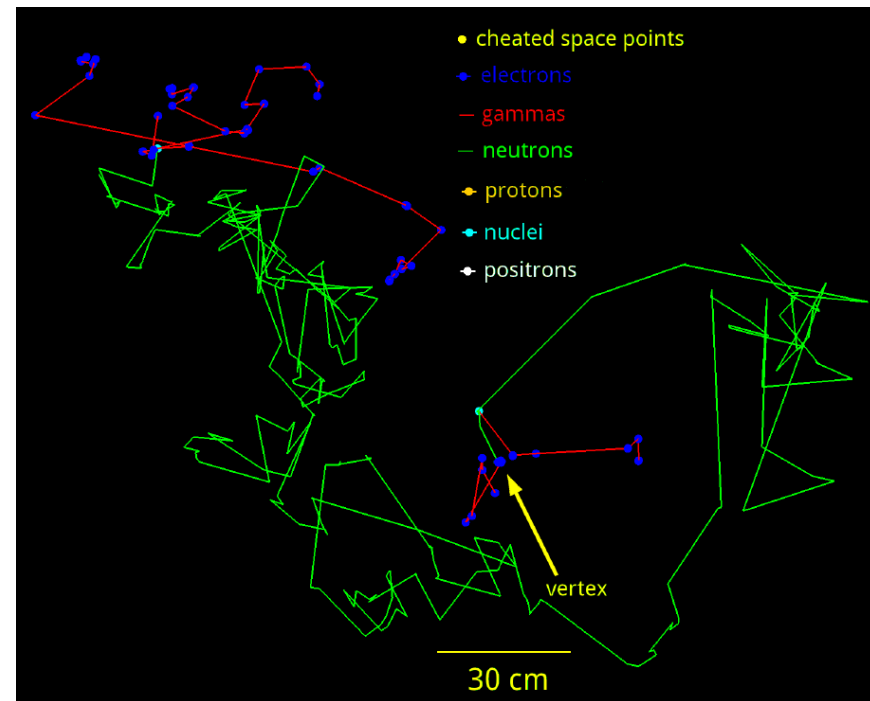 cheated space points
electrons
gammas
neutrons
protons
nuclei
positrons
vertex
30 cm